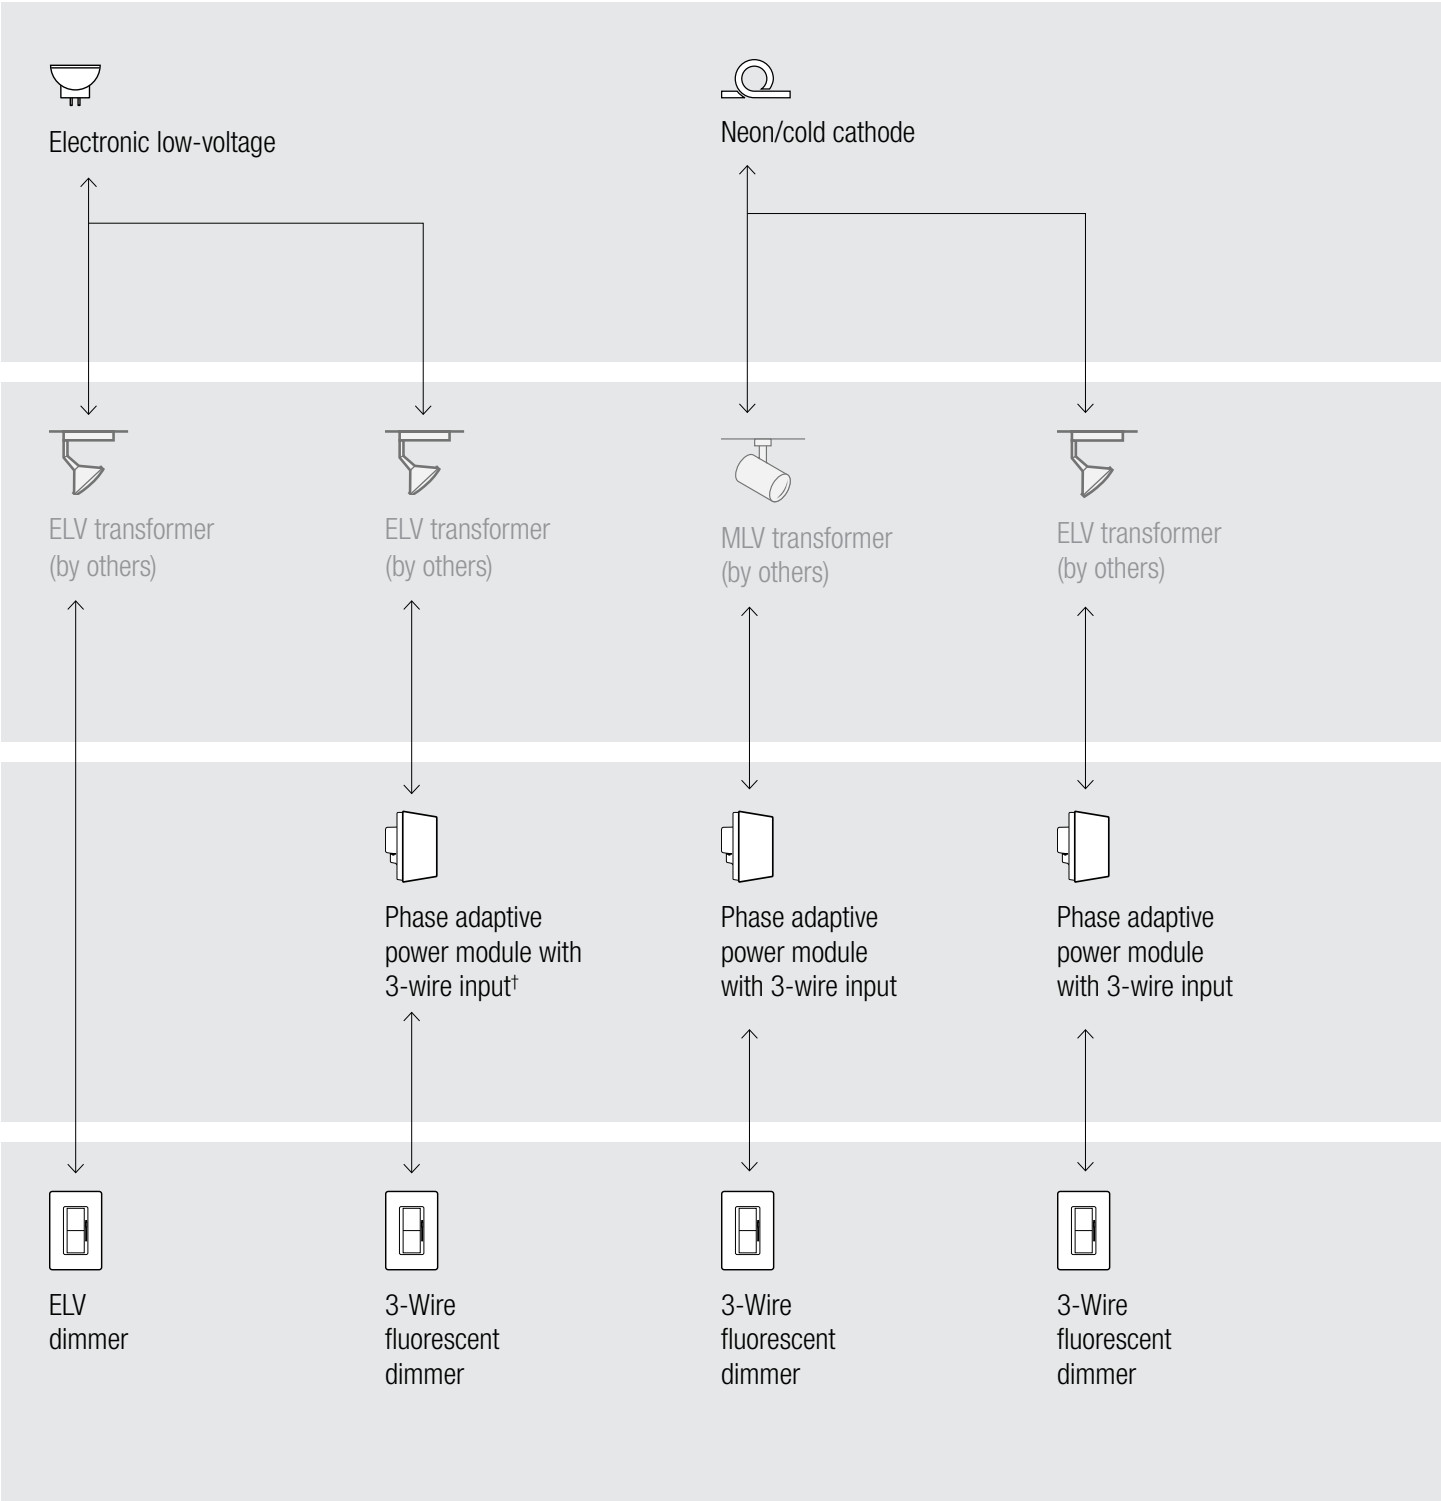 Electronic low-voltage
Neon/cold cathode
ELV transformer
(by others)
ELV transformer
(by others)
MLV transformer
(by others)
ELV transformer
(by others)
Phase adaptive
power module with
3-wire input†
Phase adaptive
power module
with 3-wire input
Phase adaptive
power module
with 3-wire input
ELV
dimmer
3-Wire
fluorescent
dimmer
3-Wire
fluorescent
dimmer
3-Wire
fluorescent
dimmer